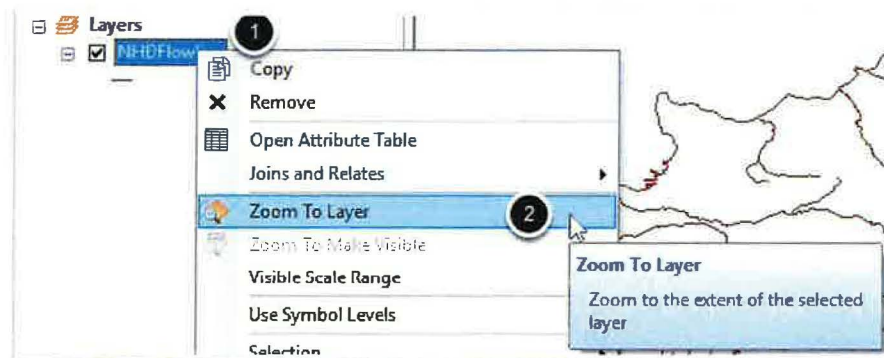 Layers
NHDFlow
1
Copy
Remove
Open Attribute Table
Joins and Relates
Zoom To Layer
2
Zoom To Make Visible
Visible Scale Range
Use Symbol Levels
Selection
Zoom To Layer
Zoom to the extent of the selected
layer